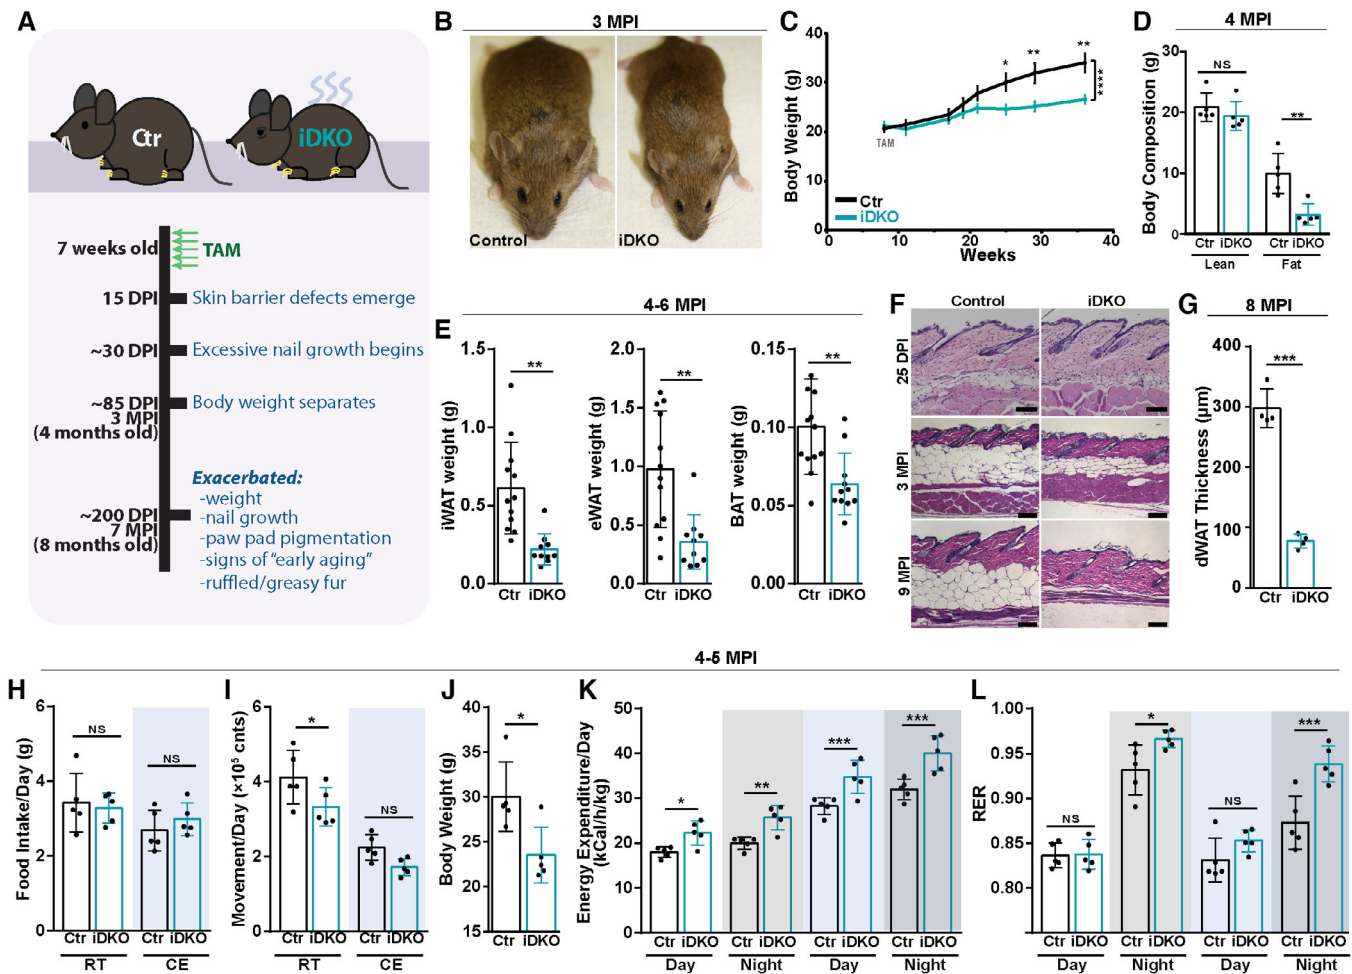 A
Ctr
iDKO
7 weeks old
TAM
15 DPI
Skin barrier defects emerge
~30 DPI
Excessive nail growth begins
~85 DPI
3 MPI
(4 months old)
Body weight separates
~200 DPI
7 MPI
(8 months old)
Exacerbated:
-weight
-nail growth
-paw pad pigmentation
-signs of "early aging"
-ruffled/greasy fur
B
3 MPI
Control
iDKO
C
Body Weight (g)
40
30
20
10
0
TAM
*
**
**
****
Ctr
iDKO
0
10
20
30
40
Weeks
D
4 MPI
Body Composition (g)
30
20
10
0
NS
**
Ctr iDKO
Ctr iDKO
Lean
Fat
4-6 MPI
E
iWAT weight (g)
1.5
1.0
0.5
0.0
**
Ctr iDKO
eWAT weight (g)
2.0
1.5
1.0
0.5
0.0
**
Ctr iDKO
BAT weight (g)
0.15
0.10
0.05
0.00
**
Ctr iDKO
F
Control
iDKO
25 DPI
3 MPI
9 MPI
G
8 MPI
dWAT Thickness (µm)
400
300
200
100
0
***
Ctr iDKO
4-5 MPI
H
Food Intake/Day (g)
6
4
2
0
NS
NS
Ctr iDKO
Ctr iDKO
RT
CE
I
Movement/Day (×10⁵ cnts)
6
4
2
0
*
NS
Ctr iDKO
Ctr iDKO
RT
CE
J
Body Weight (g)
40
35
30
25
20
15
*
Ctr iDKO
K
Energy Expenditure/Day
(kCal/h/kg)
50
40
30
20
10
0
*
**
***
***
Ctr iDKO
Ctr iDKO
Ctr iDKO
Ctr iDKO
Day
Night
Day
Night
L
RER
1.00
0.95
0.90
0.85
0.80
NS
*
NS
***
Ctr iDKO
Ctr iDKO
Ctr iDKO
Ctr iDKO
Day
Night
Day
Night